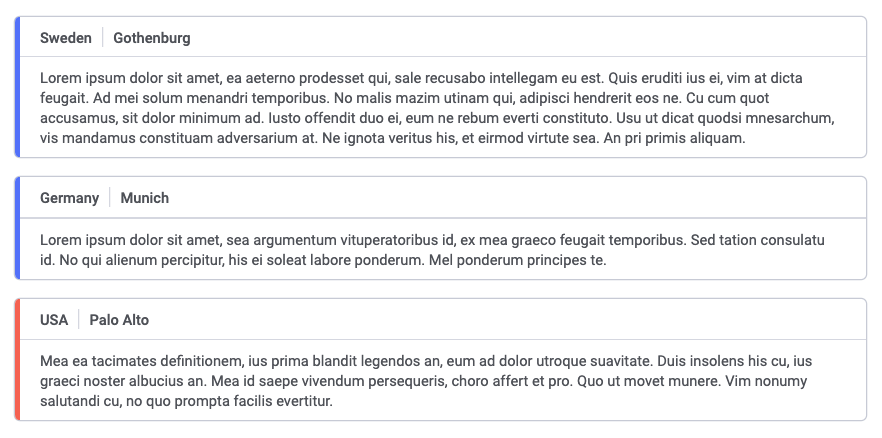 Sweden Gothenburg
Lorem ipsum dolor sit amet, ea aeterno prodesset qui, sale recusabo intellegam eu est. Quis eruditi ius ei, vim at dicta
feugait. Ad mei solum menandri temporibus. No malis mazim utinam qui, adipisci hendrerit eos ne. Cu cum quot
accusamus, sit dolor minimum ad. Iusto offendit duo ei, eum ne rebum everti constituto. Usu ut dicat quodsi mnesarchum,
vis mandamus constituam adversarium at. Ne ignota veritus his, et eirmod virtute sea. An pri primis aliquam.
Germany Munich
Lorem ipsum dolor sit amet, sea argumentum vituperatoribus id, ex mea graeco feugait temporibus. Sed tation consulatu
id. No qui alienum percipitur, his ei soleat labore ponderum. Mel ponderum principes te.
USA Palo Alto
Mea ea tacimates definitionem, ius prima blandit legendos an, eum ad dolor utroque suavitate. Duis insolens his cu, ius
graeci noster albucius an. Mea id saepe vivendum persequeris, choro affert et pro. Quo ut movet munere. Vim nonumy
salutandi cu, no quo prompta facilis evertitur.